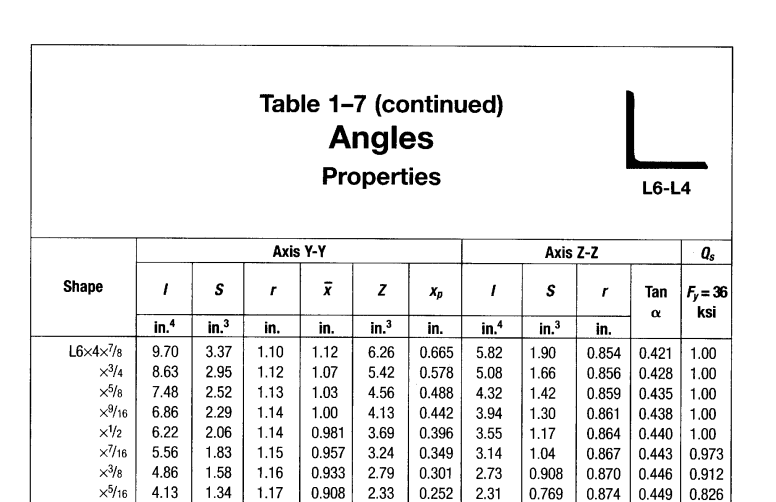 Table 1–7 (continued)
Angles
Properties
L6-L4
Shape Axis Y-Y Axis Z-Z Qs
I S r x̄ Z xp I S r Tan α Fy = 36 ksi
in.⁴ in.³ in. in. in.³ in. in.⁴ in.³ in.
L6×4×7/8 9.70 3.37 1.10 1.12 6.26 0.665 5.82 1.90 0.854 0.421 1.00
×3/4 8.63 2.95 1.12 1.07 5.42 0.578 5.08 1.66 0.856 0.428 1.00
×5/8 7.48 2.52 1.13 1.03 4.56 0.488 4.32 1.42 0.859 0.435 1.00
×9/16 6.86 2.29 1.14 1.00 4.13 0.442 3.94 1.30 0.861 0.438 1.00
×1/2 6.22 2.06 1.14 0.981 3.69 0.396 3.55 1.17 0.864 0.440 1.00
×7/16 5.56 1.83 1.15 0.957 3.24 0.349 3.14 1.04 0.867 0.443 0.973
×3/8 4.86 1.58 1.16 0.933 2.79 0.301 2.73 0.908 0.870 0.446 0.912
×5/16 4.13 1.34 1.17 0.908 2.33 0.252 2.31 0.769 0.874 0.449 0.826